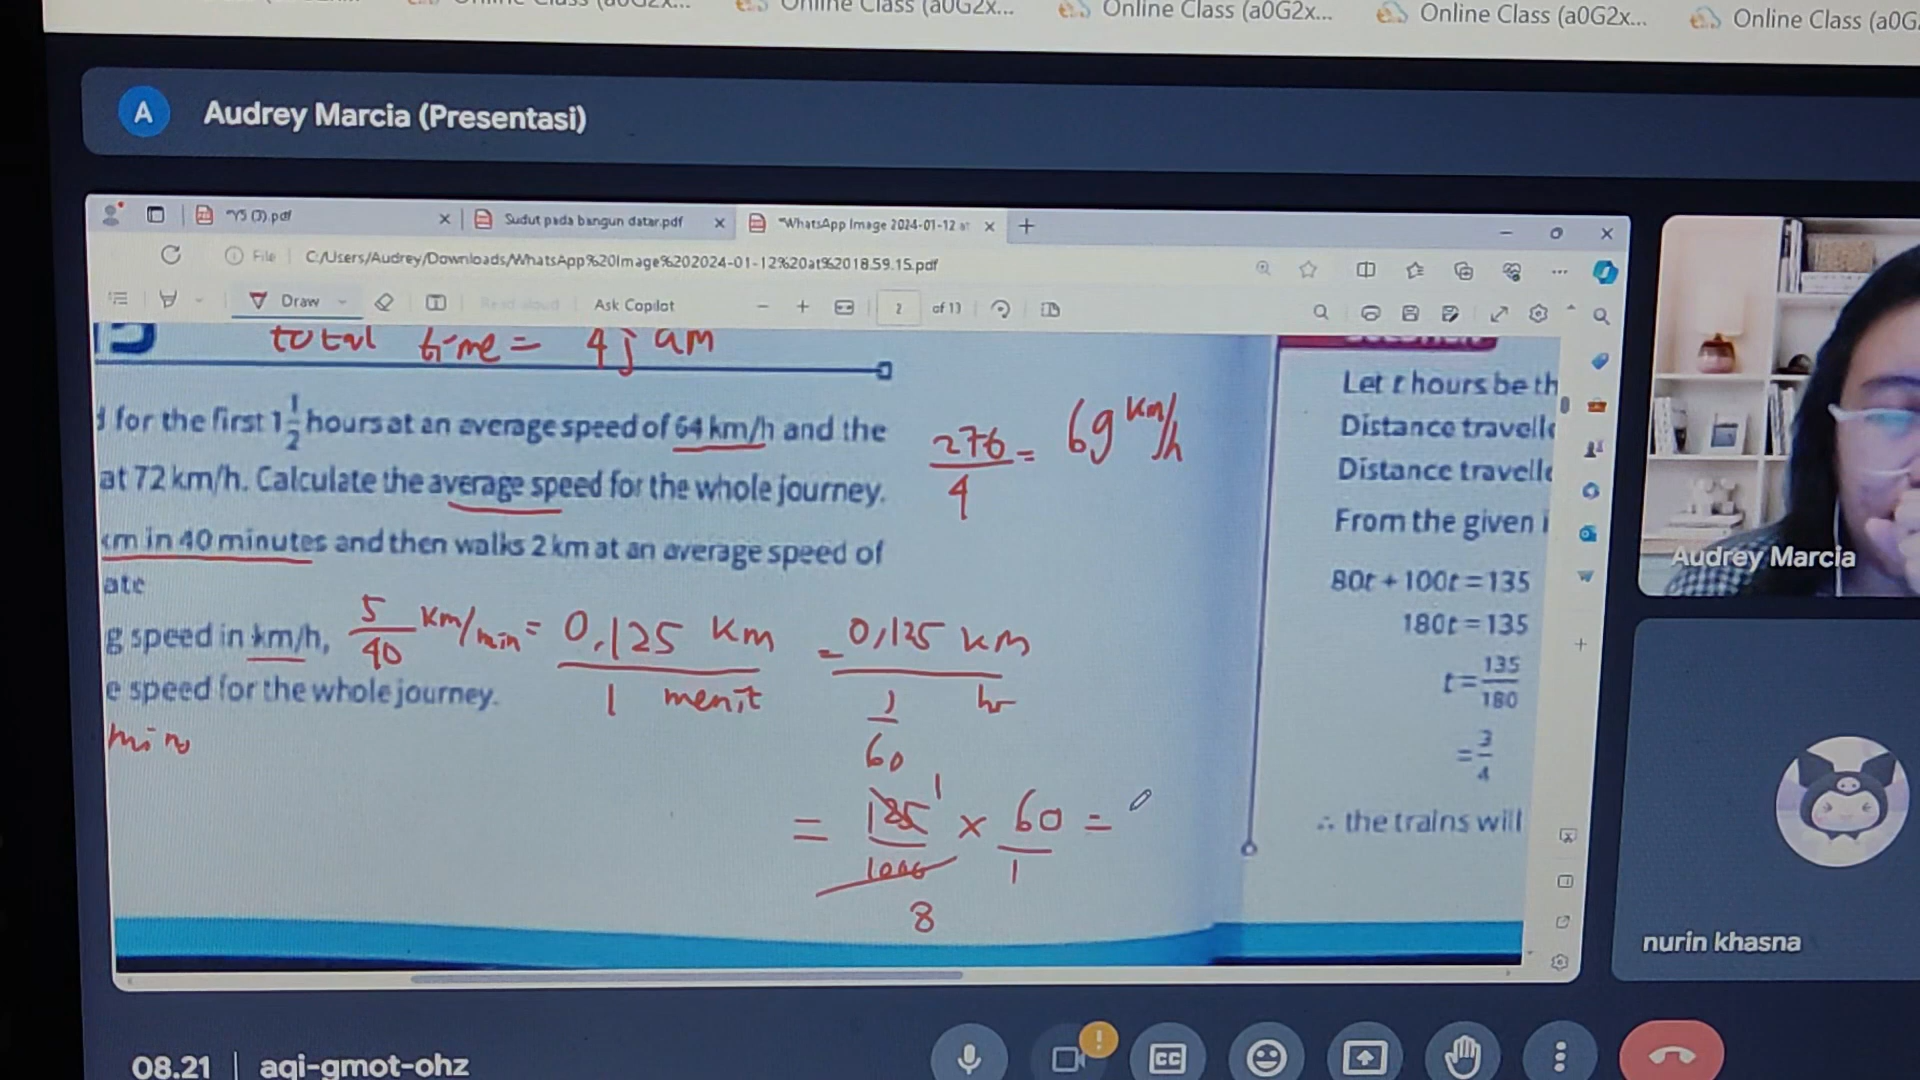 Online Class (a0G2x...
Online Class (a0G2x...
Online Class (a0G2x...
Online Class (a0G2x...
Online Class (a0G
A Audrey Marcia (Presentasi)
*Y5 (3).pdf
Sudut pada bangun datar.pdf
*WhatsApp Image 2024-01-12 at
File C:/Users/Audrey/Downloads/WhatsApp%20Image%202024-01-12%20at%2018.59.15.pdf
Draw Read aloud Ask Copilot 2 of 13
total time = 4 jam
d for the first 1 1/2 hours at an average speed of 64 km/h and the
at 72 km/h. Calculate the average speed for the whole journey.
276/4 = 69 km/h
km in 40 minutes and then walks 2 km at an average speed of
ate
g speed in km/h,
5/40 km/min = 0,125 km / 1 menit = 0,125 km / 1/60 hr
e speed for the whole journey.
min
= 125/1000 1 8 × 60/1 =
Let t hours be th
Distance travelle
Distance travelle
From the given i
80t + 100t = 135
180t = 135
t = 135/180
= 3/4
∴ the trains will
Audrey Marcia
nurin khasna
08.21 | aqi-gmot-ohz
CC